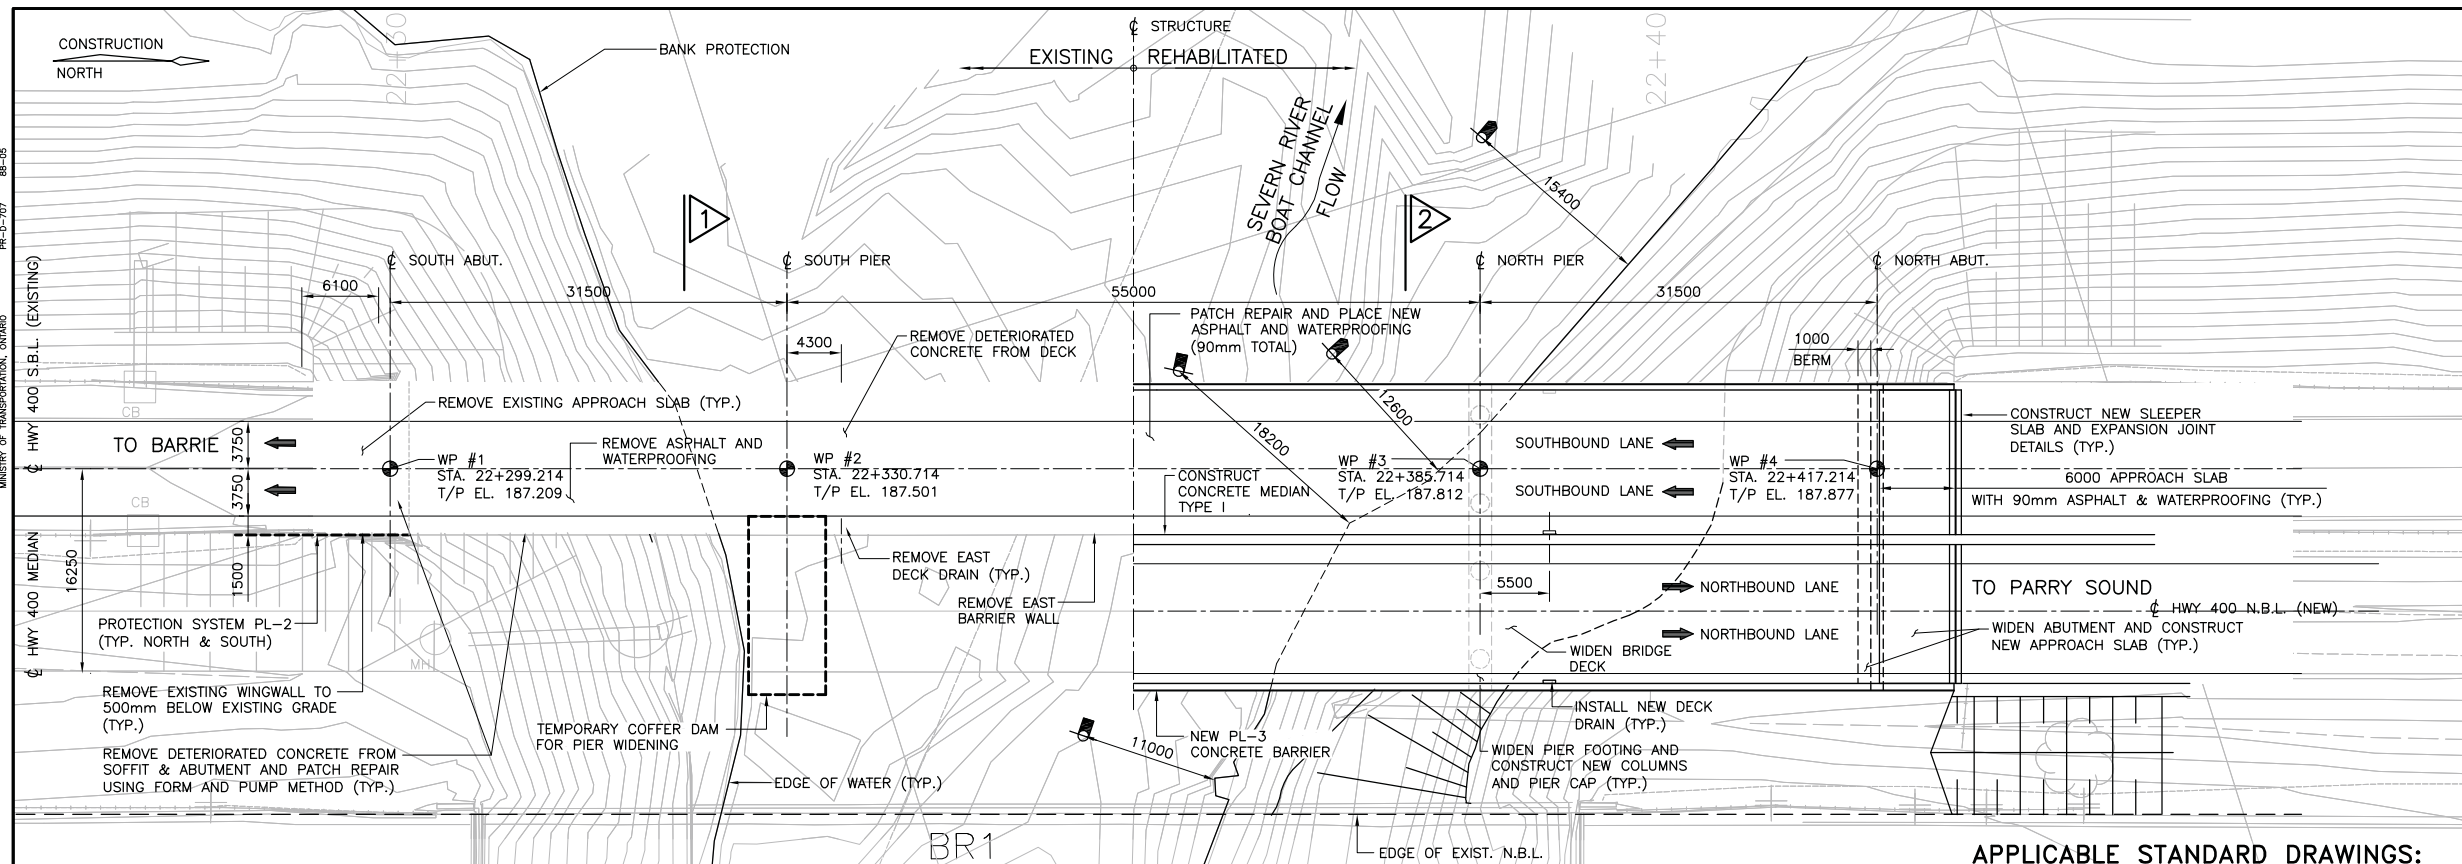 CONSTRUCTION
NORTH
22+30
BANK PROTECTION
℄ STRUCTURE
EXISTING
REHABILITATED
22+40
SEVERN RIVER
BOAT CHANNEL
FLOW
15400
1
2
MINISTRY OF TRANSPORTATION, ONTARIO
PR-D-707
88-05
℄ HWY 400 S.B.L. (EXISTING)
℄ HWY 400 MEDIAN
℄ SOUTH ABUT.
℄ SOUTH PIER
℄ NORTH PIER
℄ NORTH ABUT.
6100
31500
55000
31500
4300
REMOVE DETERIORATED
CONCRETE FROM DECK
PATCH REPAIR AND PLACE NEW
ASPHALT AND WATERPROOFING
(90mm TOTAL)
1000
BERM
CB
REMOVE EXISTING APPROACH SLAB (TYP.)
12600
18200
CONSTRUCT NEW SLEEPER
SLAB AND EXPANSION JOINT
DETAILS (TYP.)
TO BARRIE
3750
3750
REMOVE ASPHALT AND
WATERPROOFING
WP #1
STA. 22+299.214
T/P EL. 187.209
WP #2
STA. 22+330.714
T/P EL. 187.501
WP #3
STA. 22+385.714
T/P EL. 187.812
WP #4
STA. 22+417.214
T/P EL. 187.877
SOUTHBOUND LANE
SOUTHBOUND LANE
CONSTRUCT
CONCRETE MEDIAN
TYPE I
6000 APPROACH SLAB
WITH 90mm ASPHALT & WATERPROOFING (TYP.)
CB
16250
1500
REMOVE EAST
DECK DRAIN (TYP.)
REMOVE EAST
BARRIER WALL
5500
NORTHBOUND LANE
NORTHBOUND LANE
TO PARRY SOUND
℄ HWY 400 N.B.L. (NEW)
PROTECTION SYSTEM PL-2
(TYP. NORTH & SOUTH)
MH
WIDEN BRIDGE
DECK
WIDEN ABUTMENT AND CONSTRUCT
NEW APPROACH SLAB (TYP.)
REMOVE EXISTING WINGWALL TO
500mm BELOW EXISTING GRADE
(TYP.)
TEMPORARY COFFER DAM
FOR PIER WIDENING
11000
NEW PL-3
CONCRETE BARRIER
INSTALL NEW DECK
DRAIN (TYP.)
REMOVE DETERIORATED CONCRETE FROM
SOFFIT & ABUTMENT AND PATCH REPAIR
USING FORM AND PUMP METHOD (TYP.)
EDGE OF WATER (TYP.)
WIDEN PIER FOOTING AND
CONSTRUCT NEW COLUMNS
AND PIER CAP (TYP.)
BR1
EDGE OF EXIST. N.B.L.
APPLICABLE STANDARD DRAWINGS: